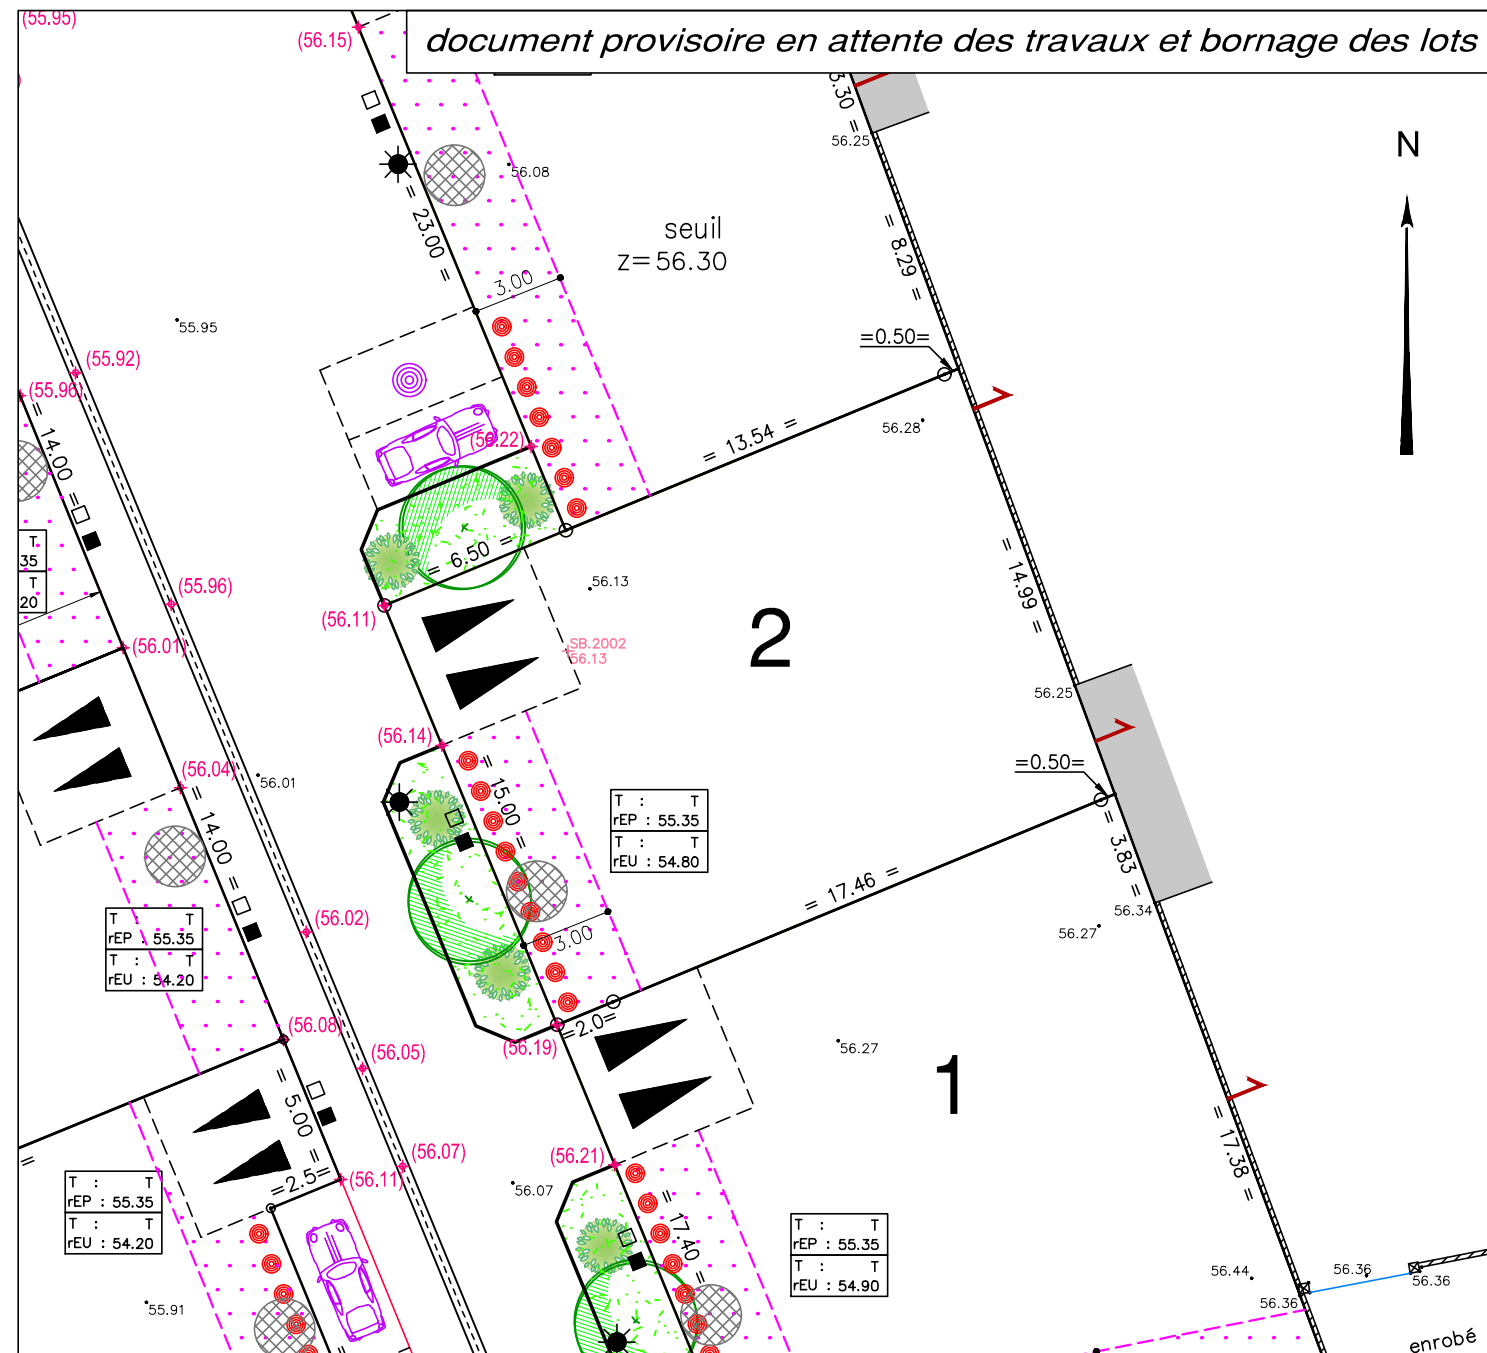 (55.95)
(56.15)
document provisoire en attente des travaux et bornage des lots
3.30 =
56.25
N
56.08
= 23.00 =
seuil
z=56.30
= 8.29 =
3.00
55.95
=0.50=
(55.92)
(55.96)
= 14.00 =
(56.22)
= 13.54 =
56.28
= 6.50 =
T
35
T
20
(55.96)
(56.11)
56.13
= 14.99 =
2
SB.2002
56.13
(56.01)
56.25
(56.14)
(56.04)
56.01
=0.50=
= 15.00 =
T : T
rEP : 55.35
T : T
rEU : 54.80
= 14.00 =
= 3.83 =
= 17.46 =
56.34
56.27
(56.02)
T : T
rEP : 55.35
T : T
rEU : 54.20
3.00
(56.08)
=2.0=
(56.19)
56.27
(56.05)
1
= 5.00 =
(56.07)
(56.21)
=2.5=
(56.11)
56.07
= 17.38 =
=
T : T
rEP : 55.35
T : T
rEU : 54.20
= 17.40 =
T : T
rEP : 55.35
T : T
rEU : 54.90
55.91
56.44
56.36
56.36
56.36
enrobé